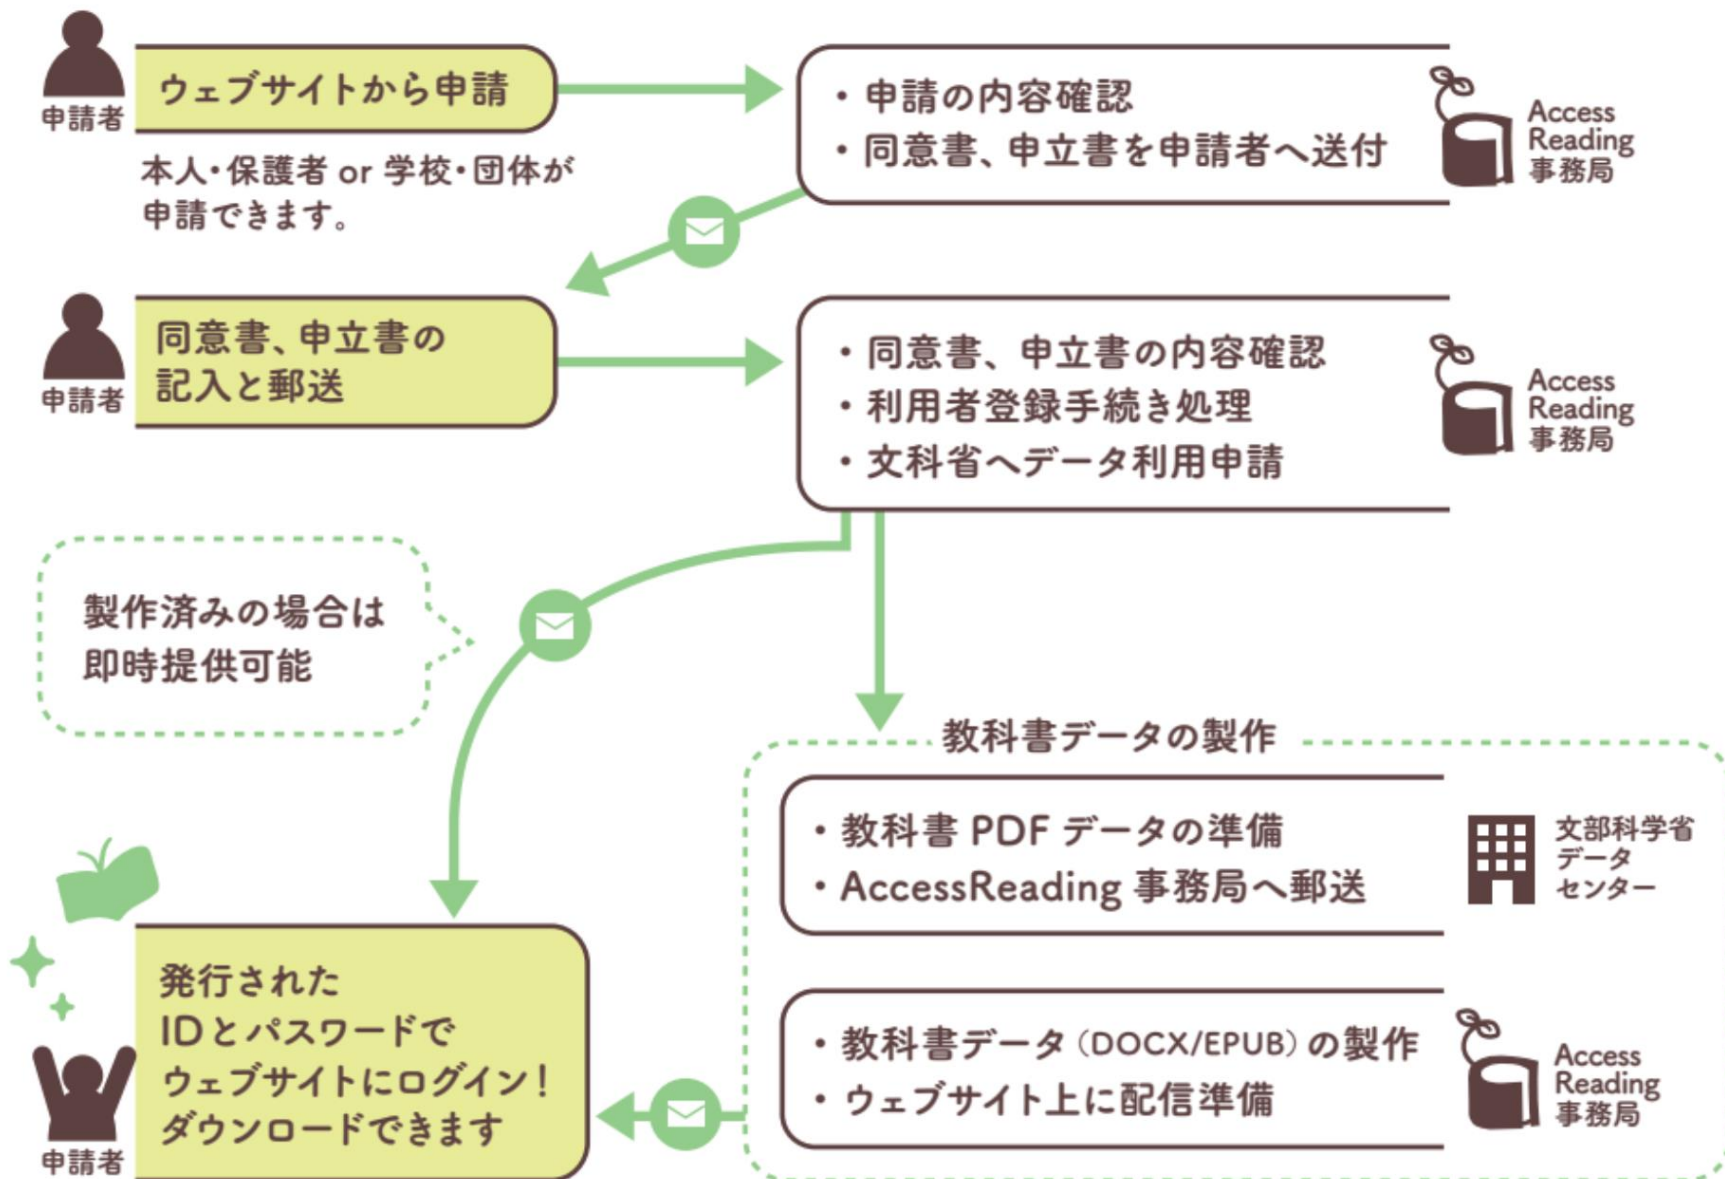 申請者
ウェブサイトから申請
本人・保護者 or 学校・団体が
申請できます。
・申請の内容確認
・同意書、申立書を申請者へ送付
Access
Reading
事務局
申請者
同意書、申立書の
記入と郵送
・同意書、申立書の内容確認
・利用者登録手続き処理
・文科省へデータ利用申請
Access
Reading
事務局
製作済みの場合は
即時提供可能
教科書データの製作
・教科書 PDF データの準備
・AccessReading 事務局へ郵送
文部科学省
データ
センター
・教科書データ（DOCX/EPUB）の製作
・ウェブサイト上に配信準備
Access
Reading
事務局
発行された
IDとパスワードで
ウェブサイトにログイン！
ダウンロードできます
申請者